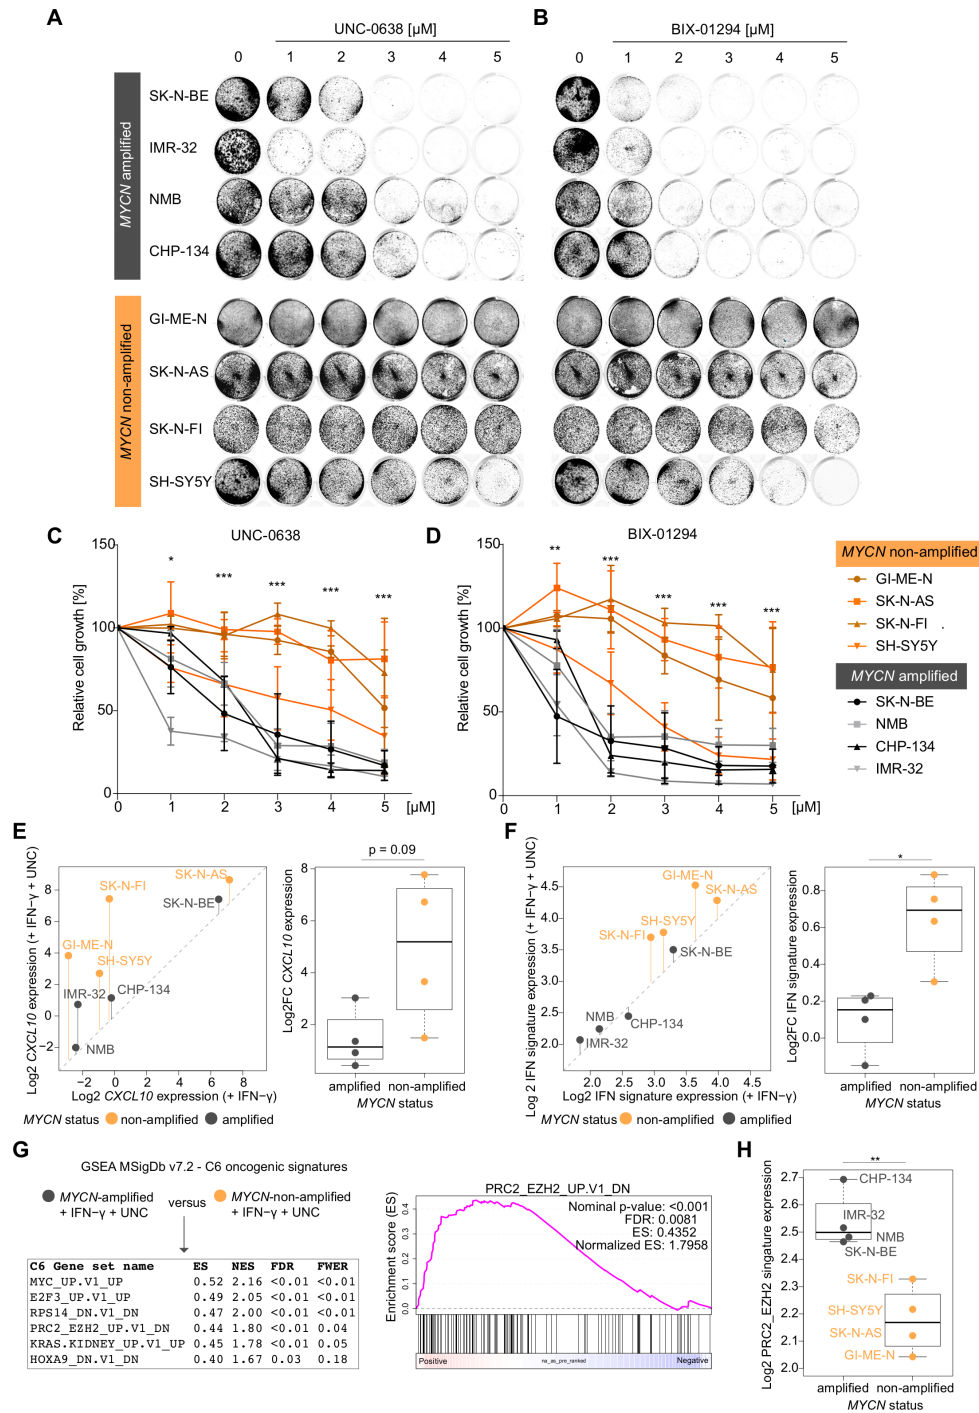 A
B
UNC-0638 [µM]
BIX-01294 [µM]
0 1 2 3 4 5
0 1 2 3 4 5
MYCN amplified
SK-N-BE
IMR-32
NMB
CHP-134
MYCN non-amplified
GI-ME-N
SK-N-AS
SK-N-FI
SH-SY5Y
C
UNC-0638
Relative cell growth [%]
150
100
50
0
* *** *** *** ***
0 1 2 3 4 5 [µM]
D
BIX-01294
Relative cell growth [%]
150
100
50
0
** *** *** *** ***
0 1 2 3 4 5 [µM]
MYCN non-amplified
GI-ME-N
SK-N-AS
SK-N-FI
SH-SY5Y
MYCN amplified
SK-N-BE
NMB
CHP-134
IMR-32
E
Log2 CXCL10 expression (+ IFN−γ + UNC)
8
6
4
2
0
−2
SK-N-AS
SK-N-FI
SK-N-BE
GI-ME-N
SH-SY5Y
IMR-32
CHP-134
NMB
−2 0 2 4 6 8
Log2 CXCL10 expression (+ IFN−γ)
p = 0.09
Log2FC CXCL10 expression
8
6
4
2
0
amplified non-amplified
MYCN status
MYCN status non-amplified amplified
F
Log 2 IFN signature expression (+ IFN−γ + UNC)
4.5
4.0
3.5
3.0
2.5
2.0
GI-ME-N
SK-N-AS
SH-SY5Y
SK-N-FI
SK-N-BE
NMB
CHP-134
IMR-32
2.0 2.5 3.0 3.5 4.0 4.5
Log2 IFN signature expression (+ IFN−γ)
*
Log2FC IFN signature expression
0.8
0.6
0.4
0.2
0.0
amplified non-amplified
MYCN status
MYCN status non-amplified amplified
G
GSEA MSigDb v7.2 - C6 oncogenic signatures
MYCN-amplified
+ IFN−γ + UNC
versus
MYCN-non-amplified
+ IFN−γ + UNC
C6 Gene set name ES NES FDR FWER
MYC_UP.V1_UP 0.52 2.16 <0.01 <0.01
E2F3_UP.V1_UP 0.49 2.05 <0.01 <0.01
RPS14_DN.V1_DN 0.47 2.00 <0.01 <0.01
PRC2_EZH2_UP.V1_DN 0.44 1.80 <0.01 0.04
KRAS.KIDNEY_UP.V1_UP 0.45 1.78 <0.01 0.05
HOXA9_DN.V1_DN 0.40 1.67 0.03 0.18
PRC2_EZH2_UP.V1_DN
Nominal p-value: <0.001
FDR: 0.0081
ES: 0.4352
Normalized ES: 1.7958
Enrichment score (ES)
0.4
0.3
0.2
0.1
0.0
Positive
na_as_pre_ranked
Negative
H
**
Log2 PRC2_EZH2 singature expression
2.7
2.6
2.5
2.4
2.3
2.2
2.1
2.0
CHP-134
IMR-32
NMB
SK-N-BE
SK-N-FI
SH-SY5Y
SK-N-AS
GI-ME-N
amplified non-amplified
MYCN status